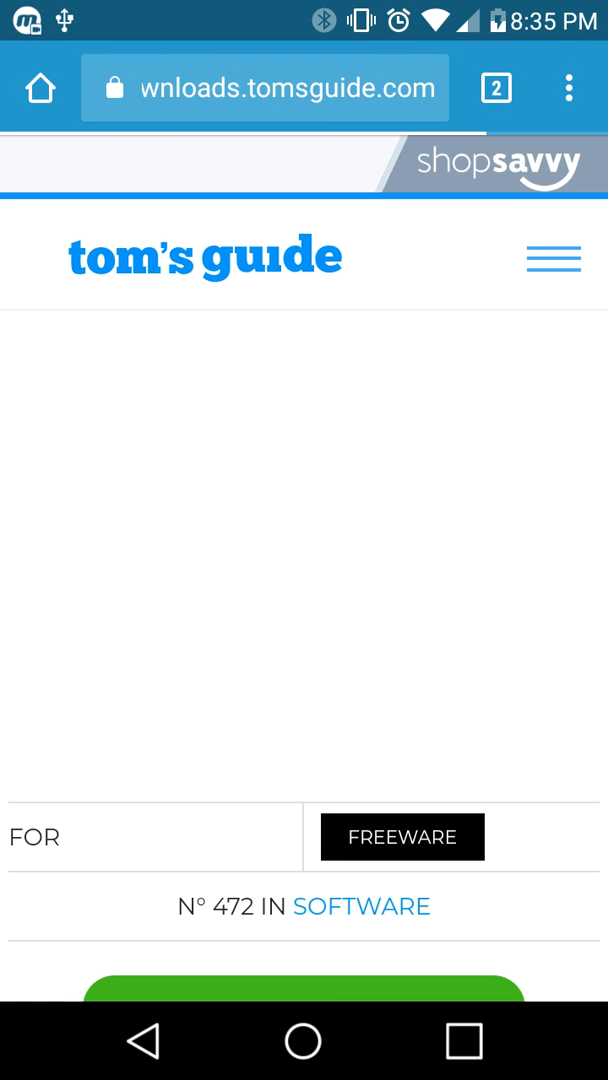 8:35 PM
wnloads.tomsguide.com
2
shopsavvy
tom's guide
FOR
FREEWARE
N° 472 IN SOFTWARE